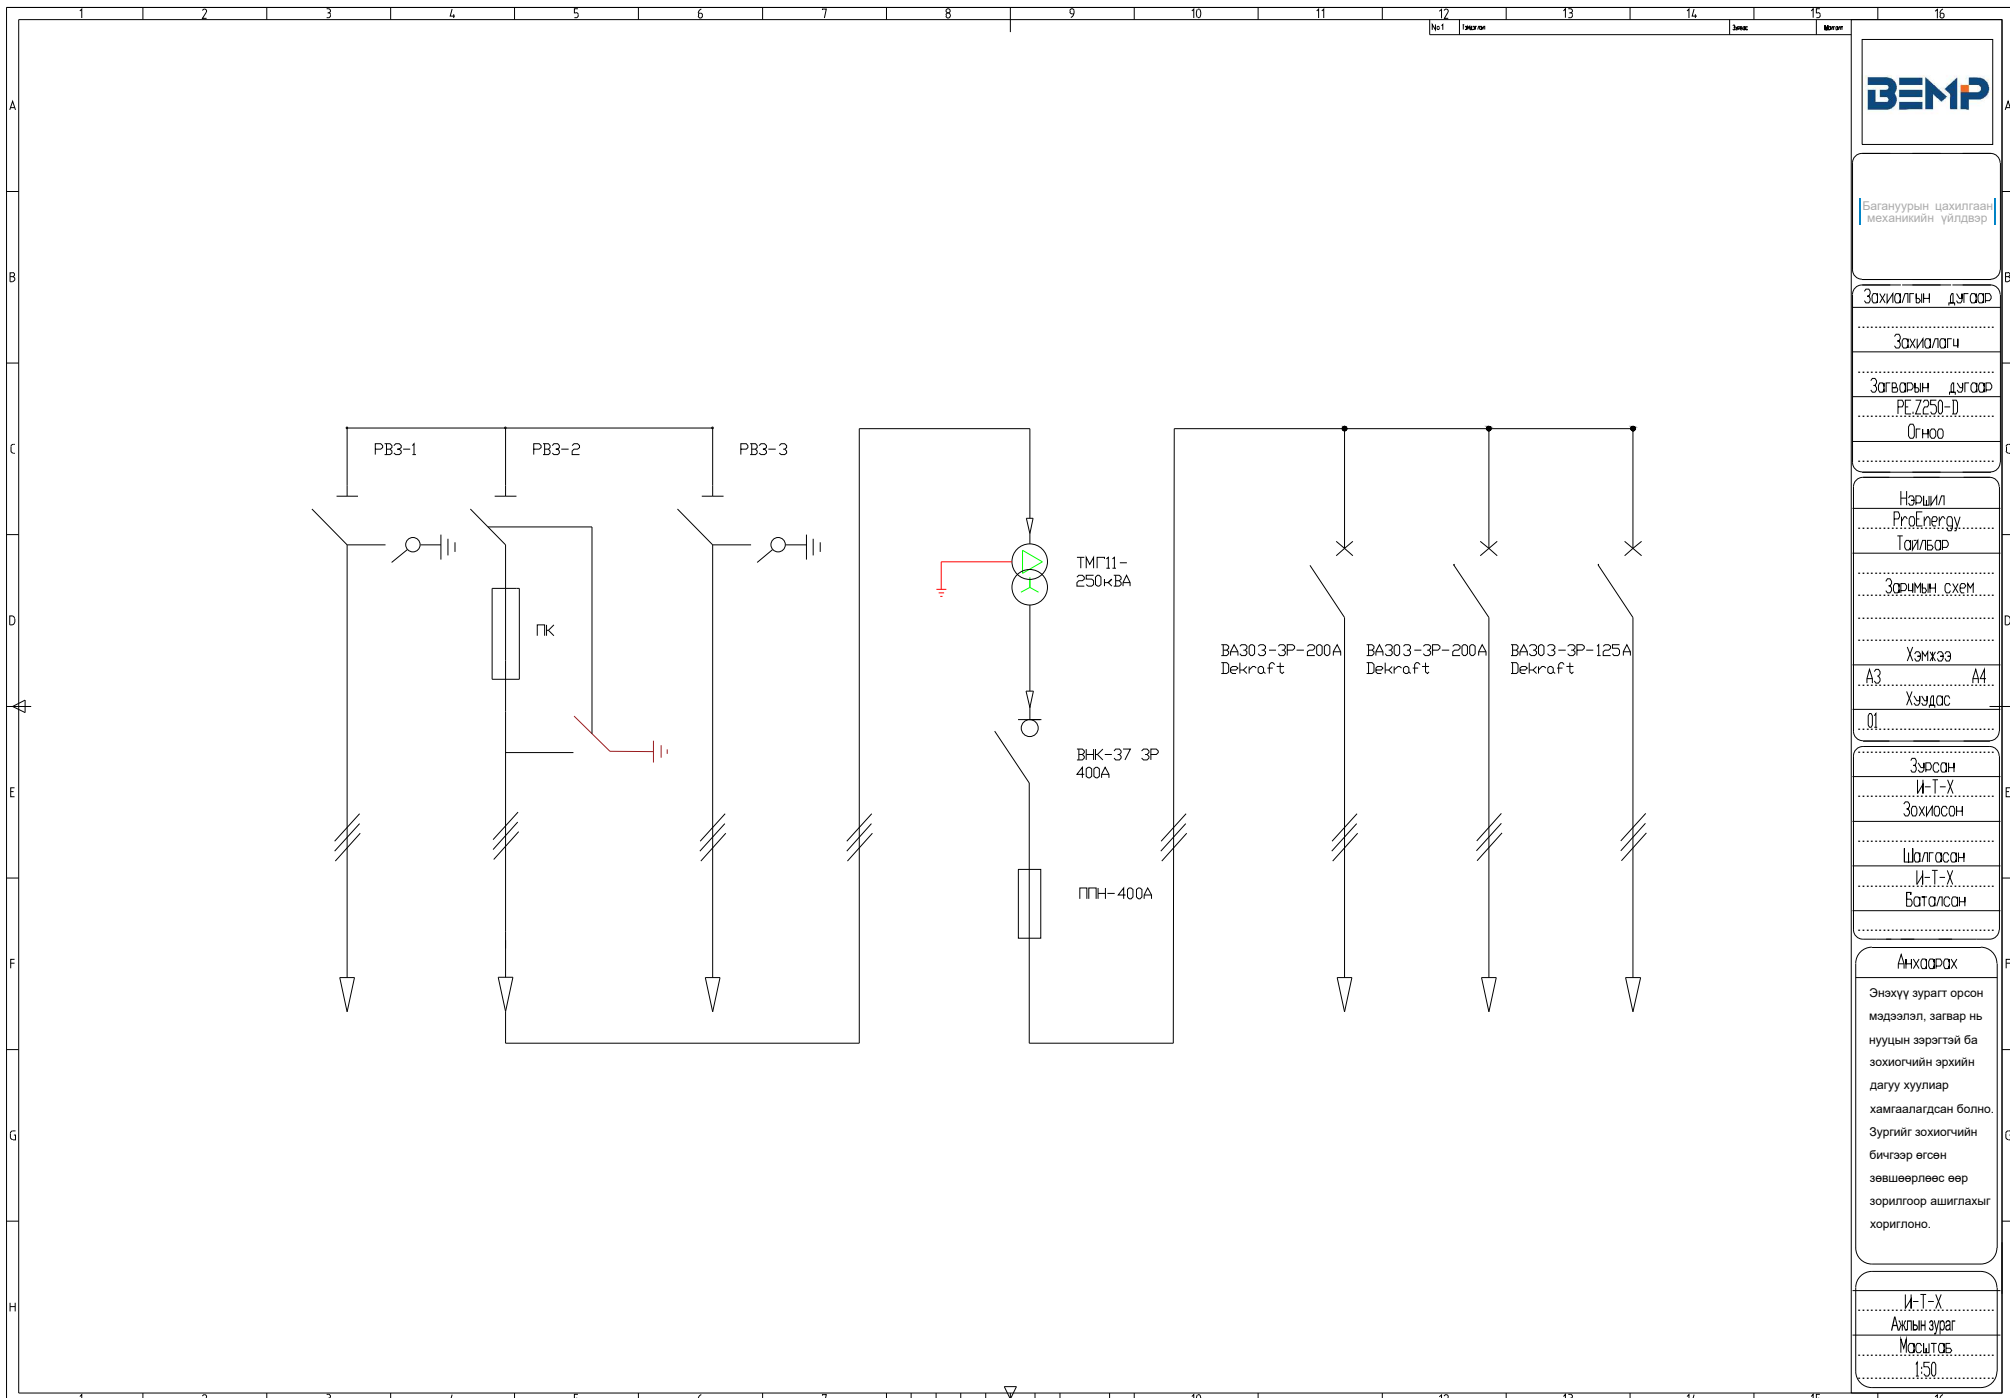 1 2 3 4 5 6 7 8 9 10 11 12 13 14 15 16
№1
A A
B B
C C
D D
E E
F F
G G
H
BEMP
Багануурын цахилгаан
механикийн үйлдвэр
Захиалгын дугаар
Захиалагч
Загварын дугаар
PE.Z250-D
Огноо
Нэршил
ProEnergy
Тайлбар
Зарчмын схем
Хэмжээ
A3 A4
Хуудас
01
Зурсан
И-Т-Х
Зохиосон
Шалгасан
И-Т-Х
Баталсан
Анхаарах
Энэхүү зурагт орсон
мэдээлэл, загвар нь
нууцын зэрэгтэй ба
зохиогчийн эрхийн
дагуу хуулиар
хамгаалагдсан болно.
Зургийг зохиогчийн
бичгээр өгсөн
зөвшөөрлөөс өөр
зорилгоор ашиглахыг
хориглоно.
И-Т-Х
Ажлын зураг
Масштаб
1:50
РВЗ-1
РВЗ-2
РВЗ-3
ПК
ТМГ11-
250кВА
ВНК-37 3Р
400А
ППН-400А
ВА303-3Р-200А
Dekraft
ВА303-3Р-200А
Dekraft
ВА303-3Р-125А
Dekraft